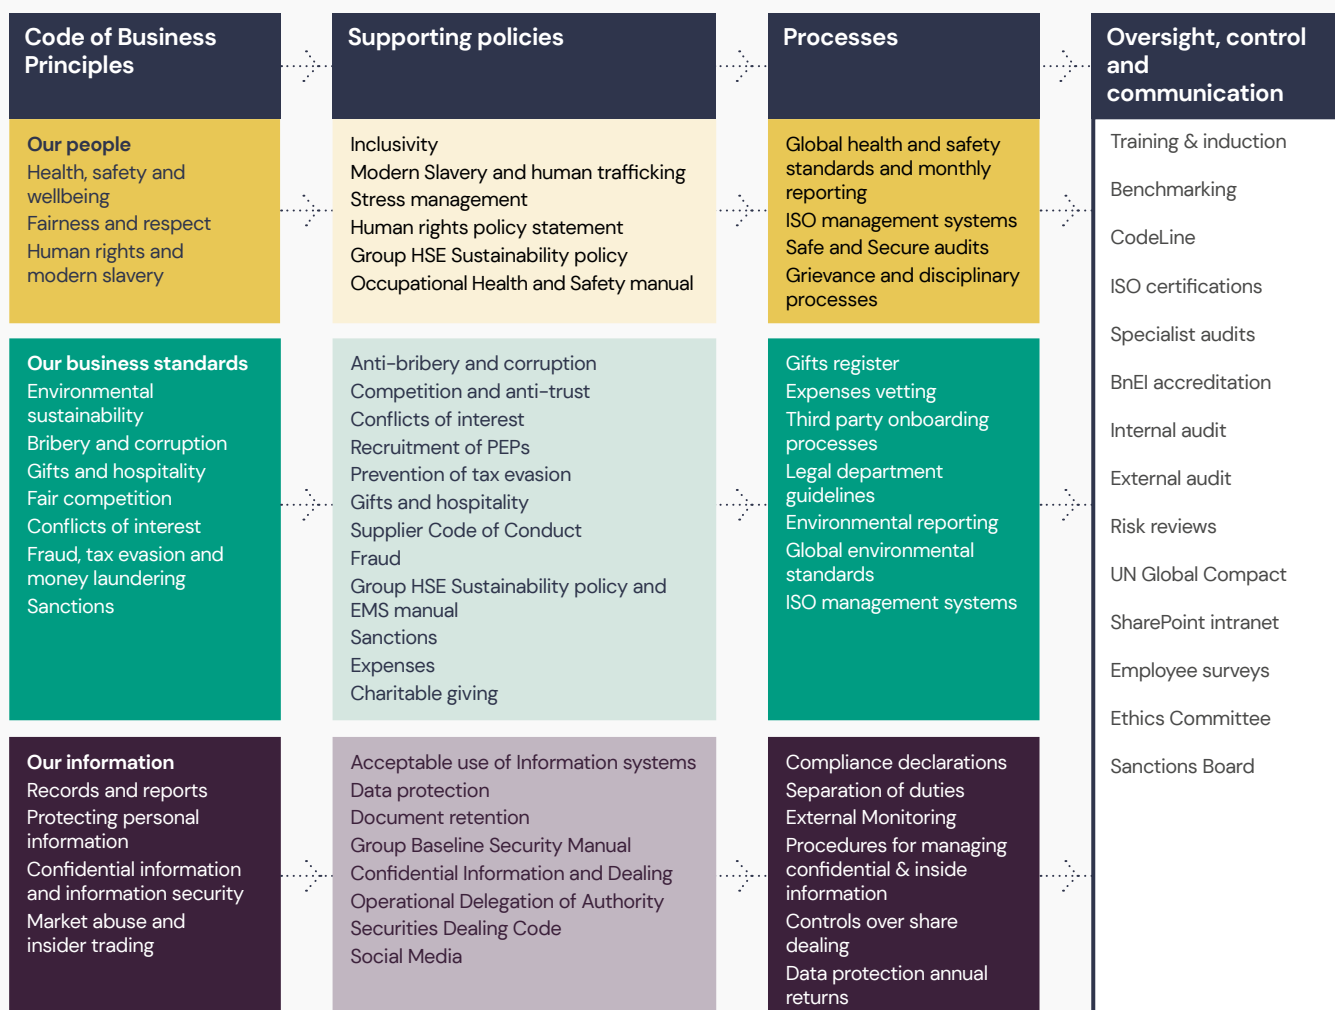 Code of Business
Principles
Supporting policies
Processes
Oversight, control
and
communication
Our people
Health, safety and
wellbeing
Fairness and respect
Human rights and
modern slavery
Inclusivity
Modern Slavery and human trafficking
Stress management
Human rights policy statement
Group HSE Sustainability policy
Occupational Health and Safety manual
Global health and safety
standards and monthly
reporting
ISO management systems
Safe and Secure audits
Grievance and disciplinary
processes
Our business standards
Environmental
sustainability
Bribery and corruption
Gifts and hospitality
Fair competition
Conflicts of interest
Fraud, tax evasion and
money laundering
Sanctions
Anti-bribery and corruption
Competition and anti-trust
Conflicts of interest
Recruitment of PEPs
Prevention of tax evasion
Gifts and hospitality
Supplier Code of Conduct
Fraud
Group HSE Sustainability policy and
EMS manual
Sanctions
Expenses
Charitable giving
Gifts register
Expenses vetting
Third party onboarding
processes
Legal department
guidelines
Environmental reporting
Global environmental
standards
ISO management systems
Our information
Records and reports
Protecting personal
information
Confidential information
and information security
Market abuse and
insider trading
Acceptable use of Information systems
Data protection
Document retention
Group Baseline Security Manual
Confidential Information and Dealing
Operational Delegation of Authority
Securities Dealing Code
Social Media
Compliance declarations
Separation of duties
External Monitoring
Procedures for managing
confidential & inside
information
Controls over share
dealing
Data protection annual
returns
Training & induction
Benchmarking
CodeLine
ISO certifications
Specialist audits
BnEI accreditation
Internal audit
External audit
Risk reviews
UN Global Compact
SharePoint intranet
Employee surveys
Ethics Committee
Sanctions Board